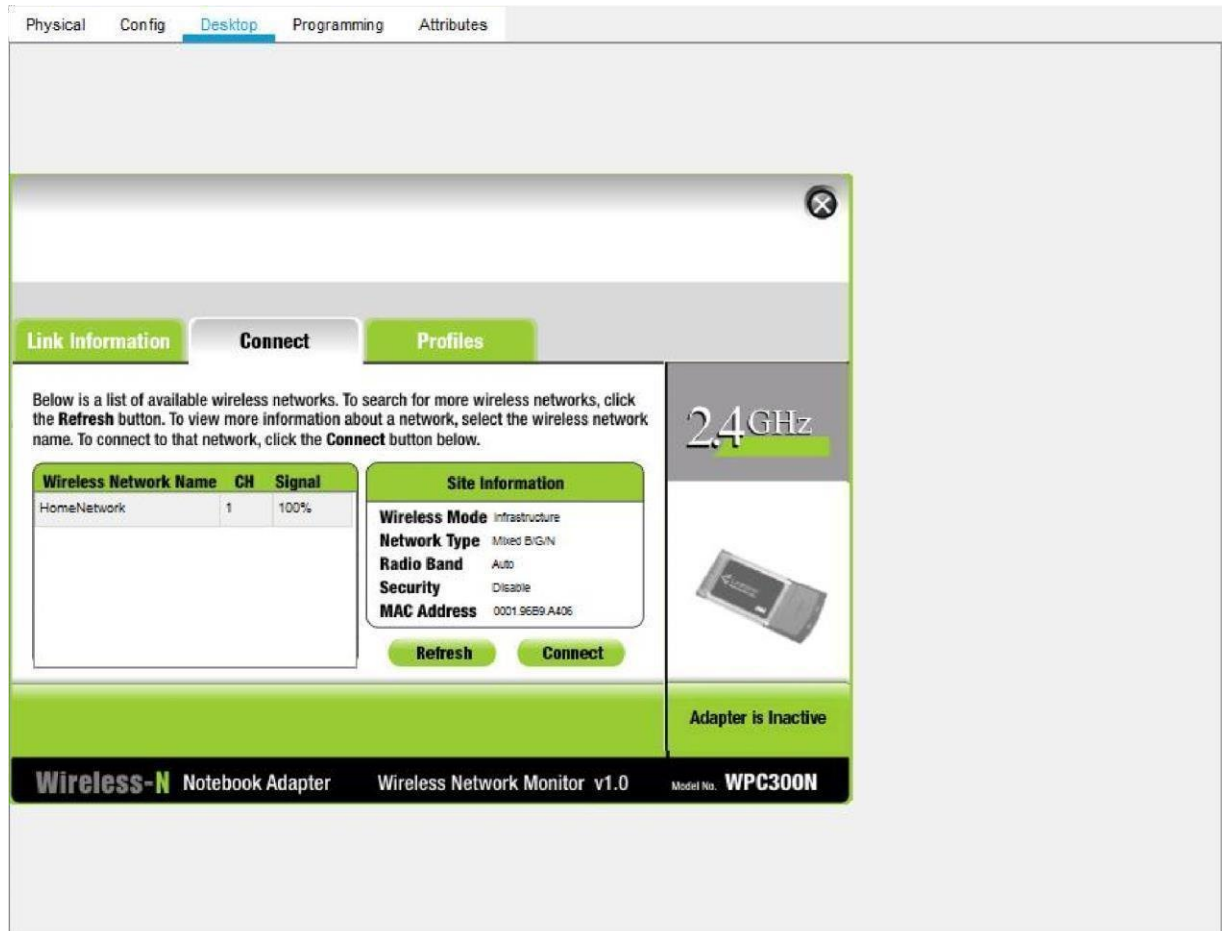 Physical Config Desktop Programming Attributes
Link Information Connect Profiles
Below is a list of available wireless networks. To search for more wireless networks, click
the Refresh button. To view more information about a network, select the wireless network
name. To connect to that network, click the Connect button below.
2.4GHz
Wireless Network Name CH Signal
HomeNetwork 1 100%
Site Information
Wireless Mode Infrastructure
Network Type Mixed B/G/N
Radio Band Auto
Security Disable
MAC Address 0001.96B9.A406
Refresh Connect
Adapter is Inactive
Wireless-N Notebook Adapter Wireless Network Monitor v1.0 Model No. WPC300N